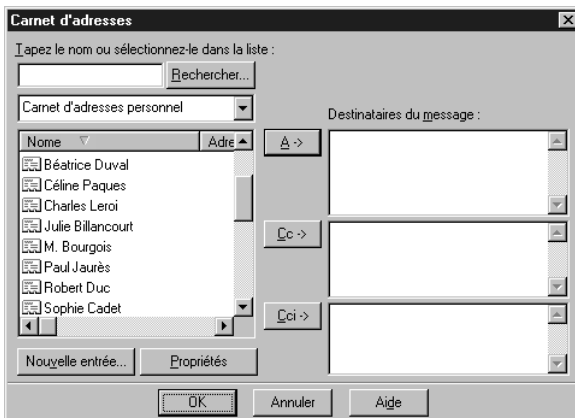 Carnet d'adresses
Tapez le nom ou sélectionnez-le dans la liste :
Rechercher...
Carnet d'adresses personnel
Destinataires du message :
Nome Adre
A ->
Béatrice Duval
Céline Paques
Charles Leroi
Julie Billancourt
Cc ->
M. Bourgois
Paul Jaurès
Robert Duc
Sophie Cadet
Cci ->
Nouvelle entrée... Propriétés
OK Annuler Aide